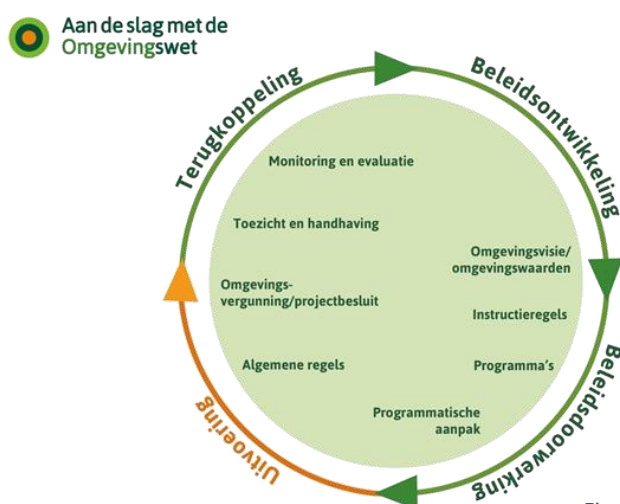 Aan de slag met de
Omgevingswet
Terugkoppeling
Beleidsontwikkeling
Monitoring en evaluatie
Toezicht en handhaving
Omgevingsvisie/
omgevingswaarden
Omgevings-
vergunning/projectbesluit
Instructieregels
Algemene regels
Programma's
Programmatische
aanpak
Uitvoering
Beleidsdoorwerking